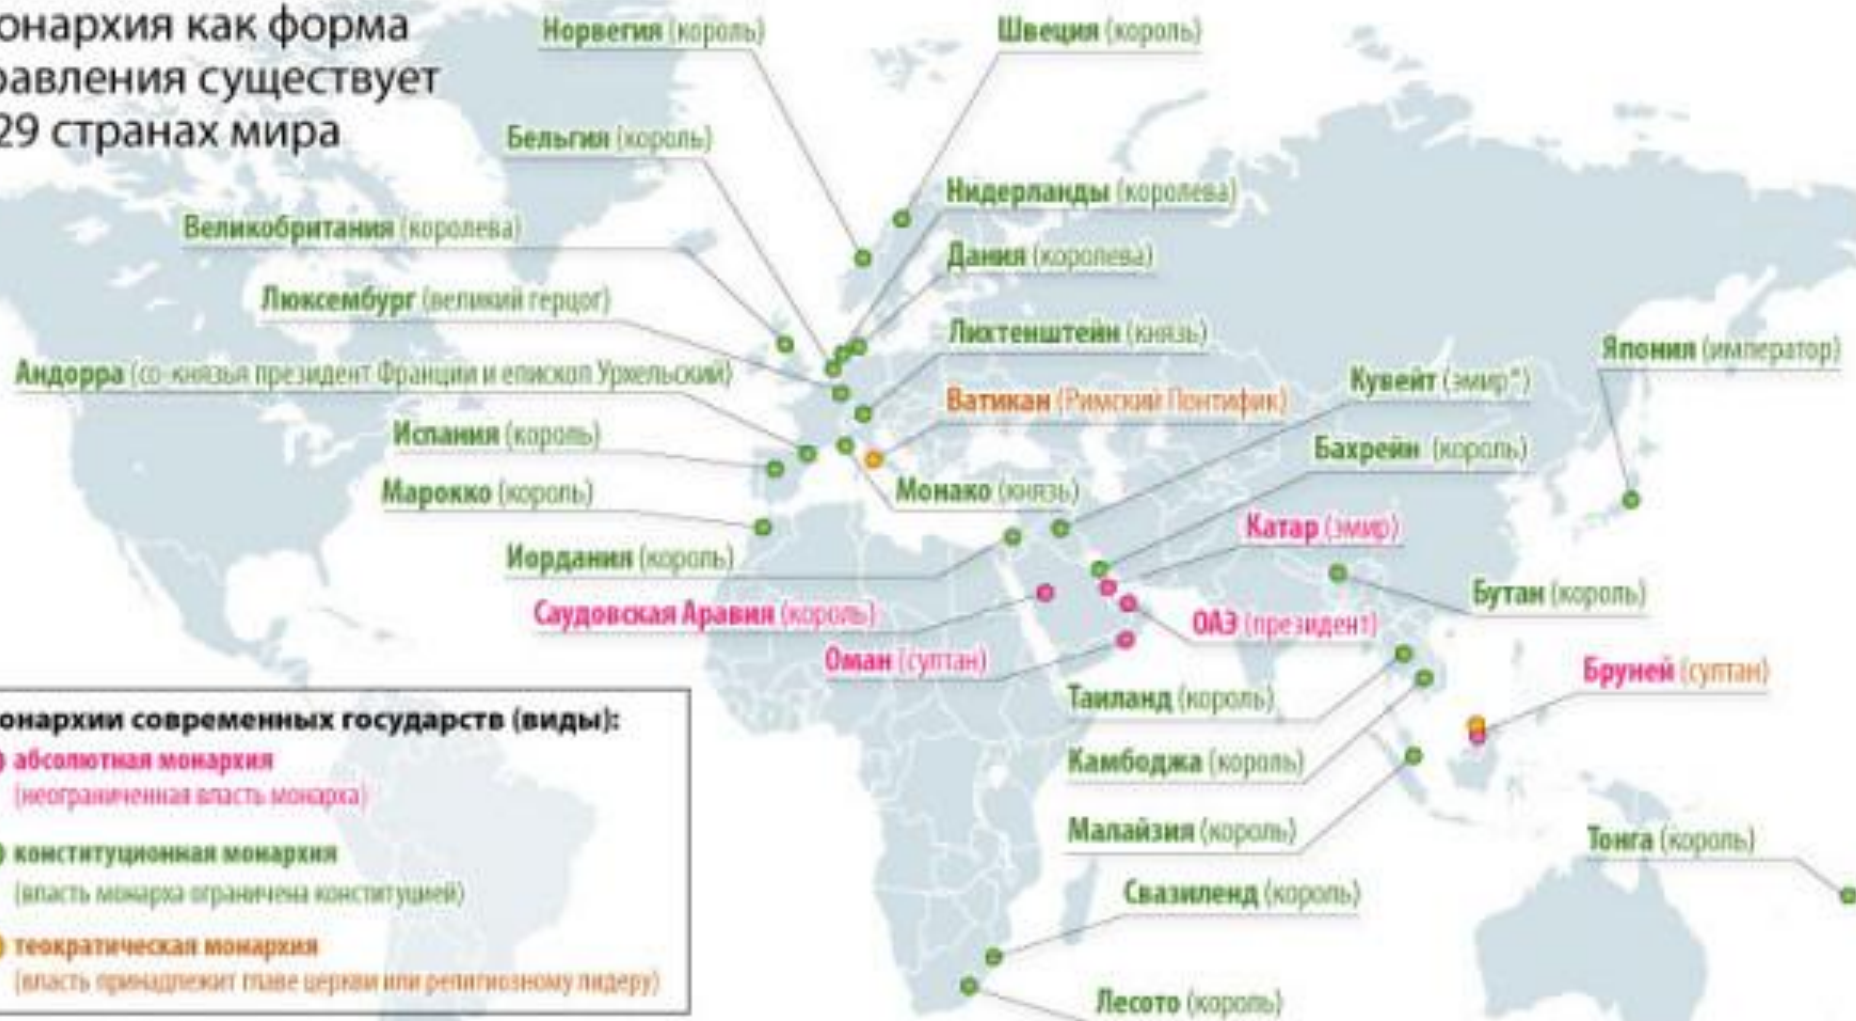 онархия как форма
равления существует
29 странах мира
Норвегия (король)
Швеция (король)
Бельгия (король)
Нидерланды (королева)
Великобритания (королева)
Дания (королева)
Люксембург (великий герцог)
Лихтенштейн (князь)
Япония (император)
Андорра (со-князья президент Франции и епископ Урхельский)
Кувейт (эмир*)
Ватикан (Римский Понтифик)
Испания (король)
Бахрейн (король)
Марокко (король)
Монако (князь)
Катар (эмир)
Иордания (король)
Бутан (король)
Саудовская Аравия (король)
ОАЭ (президент)
Оман (султан)
Бруней (султан)
Таиланд (король)
Камбоджа (король)
Малайзия (король)
Тонга (король)
Свазиленд (король)
Лесото (король)
онархии современных государств (виды):
абсолютная монархия
(неограниченная власть монарха)
конституционная монархия
(власть монарха ограничена конституцией)
теократическая монархия
(власть принадлежит главе церкви или религиозному лидеру)